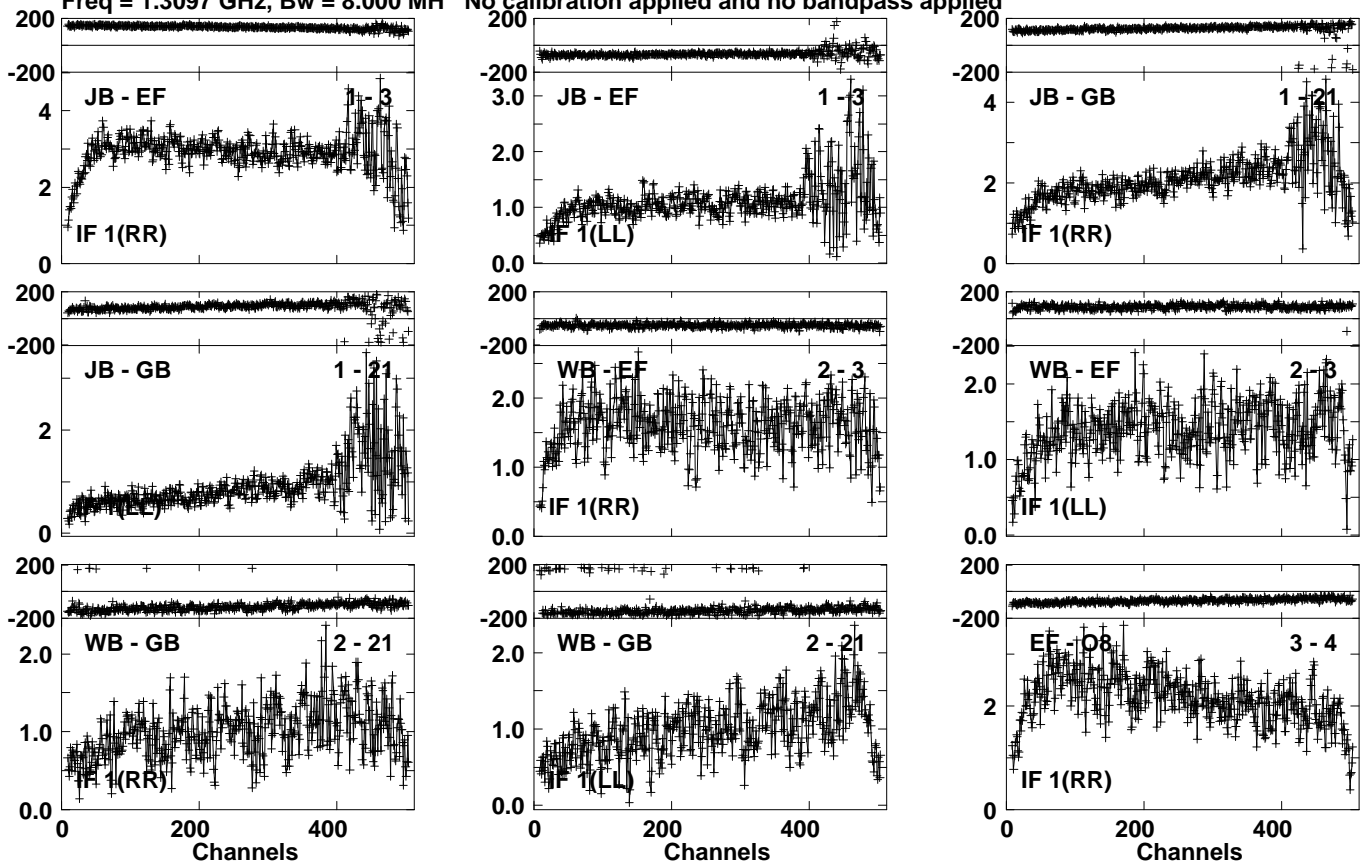 Freq = 1.3097 GHz, Bw = 8.000 MH No calibration applied and no bandpass applied
200
-200
JB - EF 1 - 3
4
2
0
IF 1(RR)
200
-200
JB - EF 1 - 3
3.0
2.0
1.0
0.0
IF 1(LL)
200
-200
JB - GB 1 - 21
4
2
0
IF 1(RR)
200
-200
JB - GB 1 - 21
2
0
IF 1(LL)
200
-200
WB - EF 2 - 3
2.0
1.0
0.0
IF 1(RR)
200
-200
WB - EF 2 - 3
2.0
1.0
0.0
IF 1(LL)
200
-200
WB - GB 2 - 21
2.0
1.0
0.0
IF 1(RR)
0 200 400
Channels
200
-200
WB - GB 2 - 21
2.0
1.0
0.0
IF 1(LL)
0 200 400
Channels
200
-200
EF - O8 3 - 4
2
0
IF 1(RR)
0 200 400
Channels